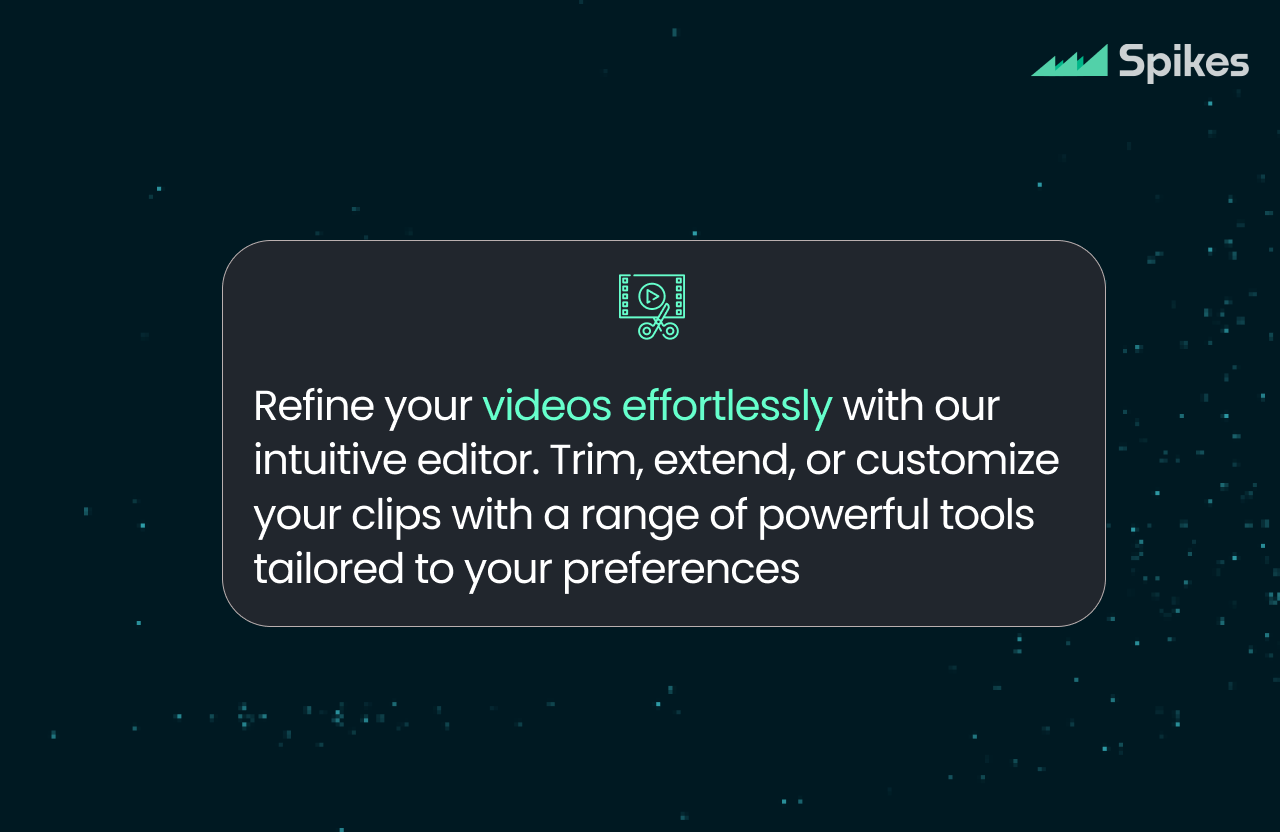 Spikes
Refine your videos effortlessly with our
intuitive editor. Trim, extend, or customize
your clips with a range of powerful tools
tailored to your preferences